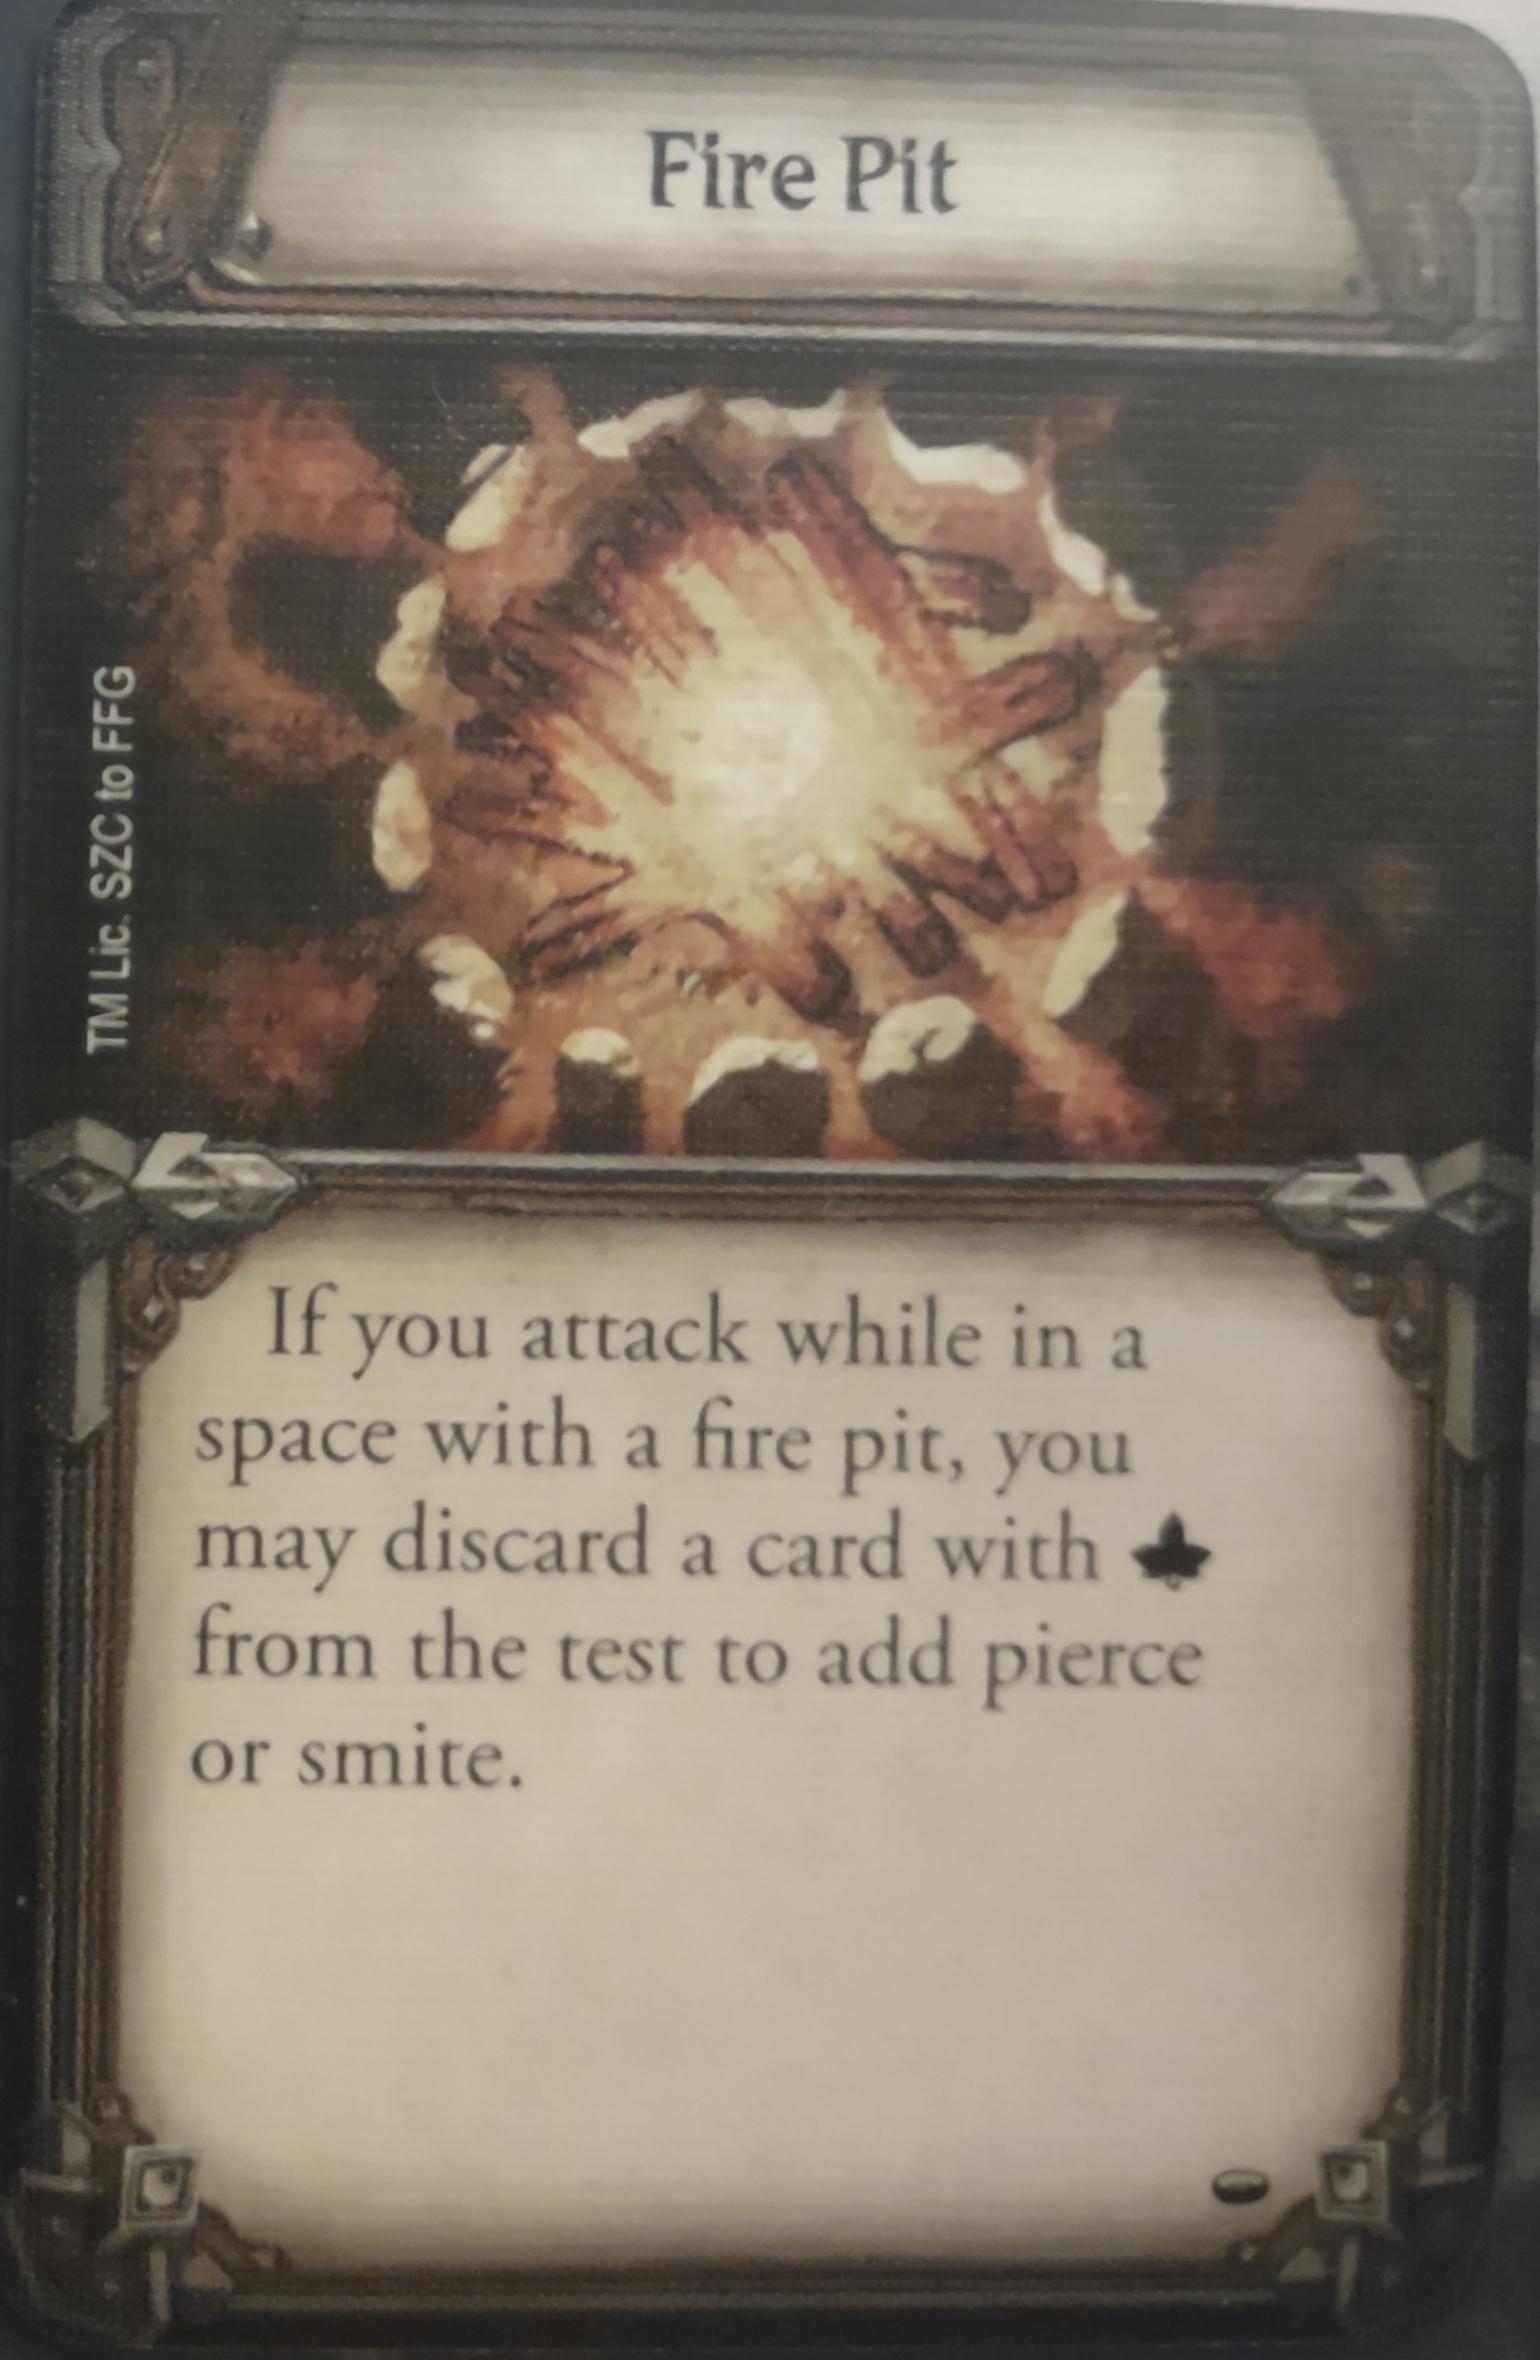 Fire Pit
TM Lic. SZC to FFG
If you attack while in a
space with a fire pit, you
may discard a card with
from the test to add pierce
or smite.